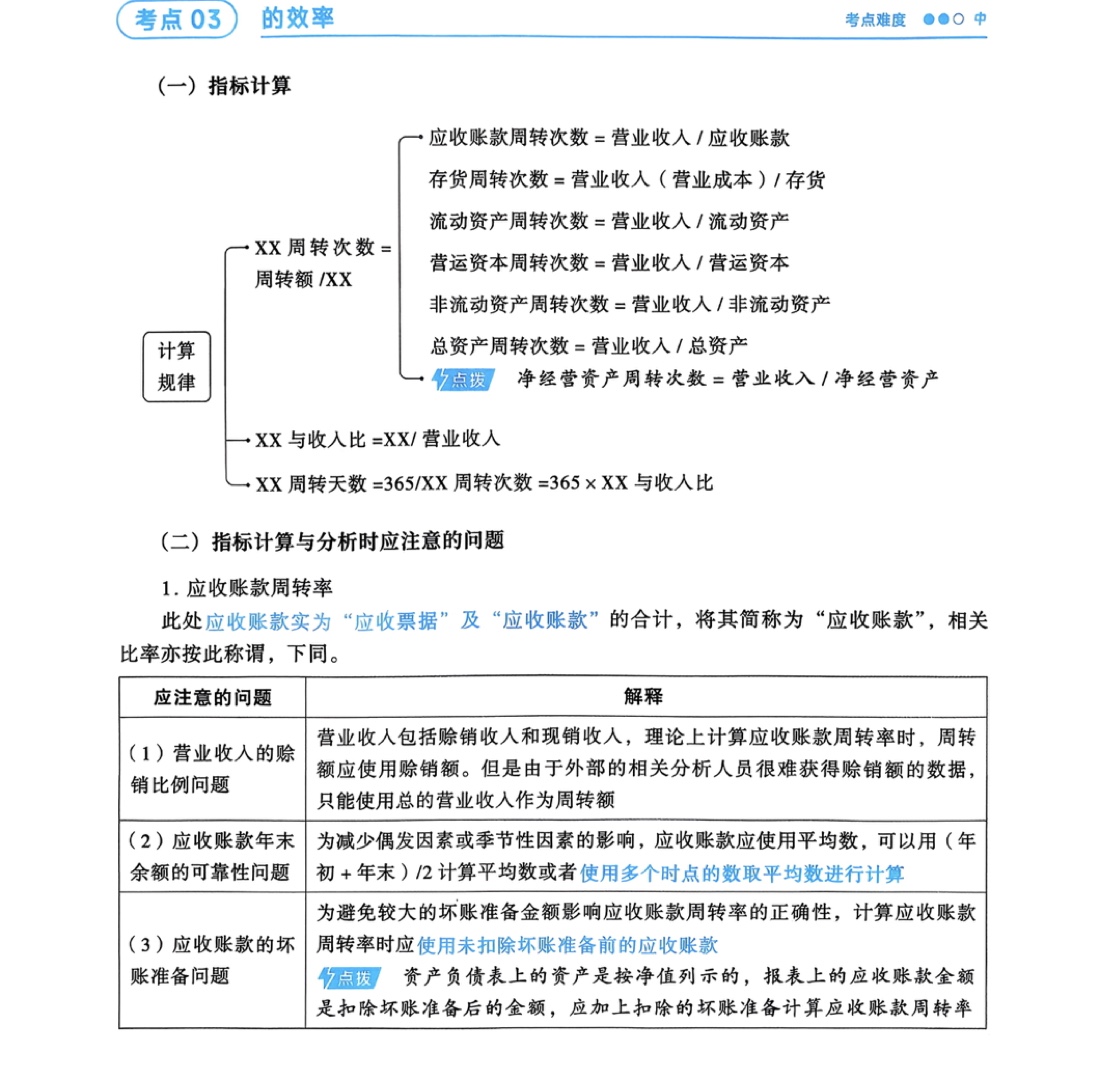 考点 03 的效率 考点难度 中
（一）指标计算
应收账款周转次数 = 营业收入 / 应收账款
存货周转次数 = 营业收入（营业成本）/ 存货
流动资产周转次数 = 营业收入 / 流动资产
XX 周转次数 =
周转额 /XX
营运资本周转次数 = 营业收入 / 营运资本
非流动资产周转次数 = 营业收入 / 非流动资产
总资产周转次数 = 营业收入 / 总资产
点拨 净经营资产周转次数 = 营业收入 / 净经营资产
计算
规律
XX 与收入比 =XX/ 营业收入
XX 周转天数 =365/XX 周转次数 =365 × XX 与收入比
（二）指标计算与分析时应注意的问题
1. 应收账款周转率
此处应收账款实为“应收票据”及“应收账款”的合计，将其简称为“应收账款”，相关
比率亦按此称谓，下同。
应注意的问题 解释
（1）营业收入的赊
销比例问题
营业收入包括赊销收入和现销收入，理论上计算应收账款周转率时，周转
额应使用赊销额。但是由于外部的相关分析人员很难获得赊销额的数据，
只能使用总的营业收入作为周转额
（2）应收账款年末
余额的可靠性问题
为减少偶发因素或季节性因素的影响，应收账款应使用平均数，可以用（年
初 + 年末）/2 计算平均数或者使用多个时点的数取平均数进行计算
（3）应收账款的坏
账准备问题
为避免较大的坏账准备金额影响应收账款周转率的正确性，计算应收账款
周转率时应使用未扣除坏账准备前的应收账款
点拨 资产负债表上的资产是按净值列示的，报表上的应收账款金额
是扣除坏账准备后的金额，应加上扣除的坏账准备计算应收账款周转率